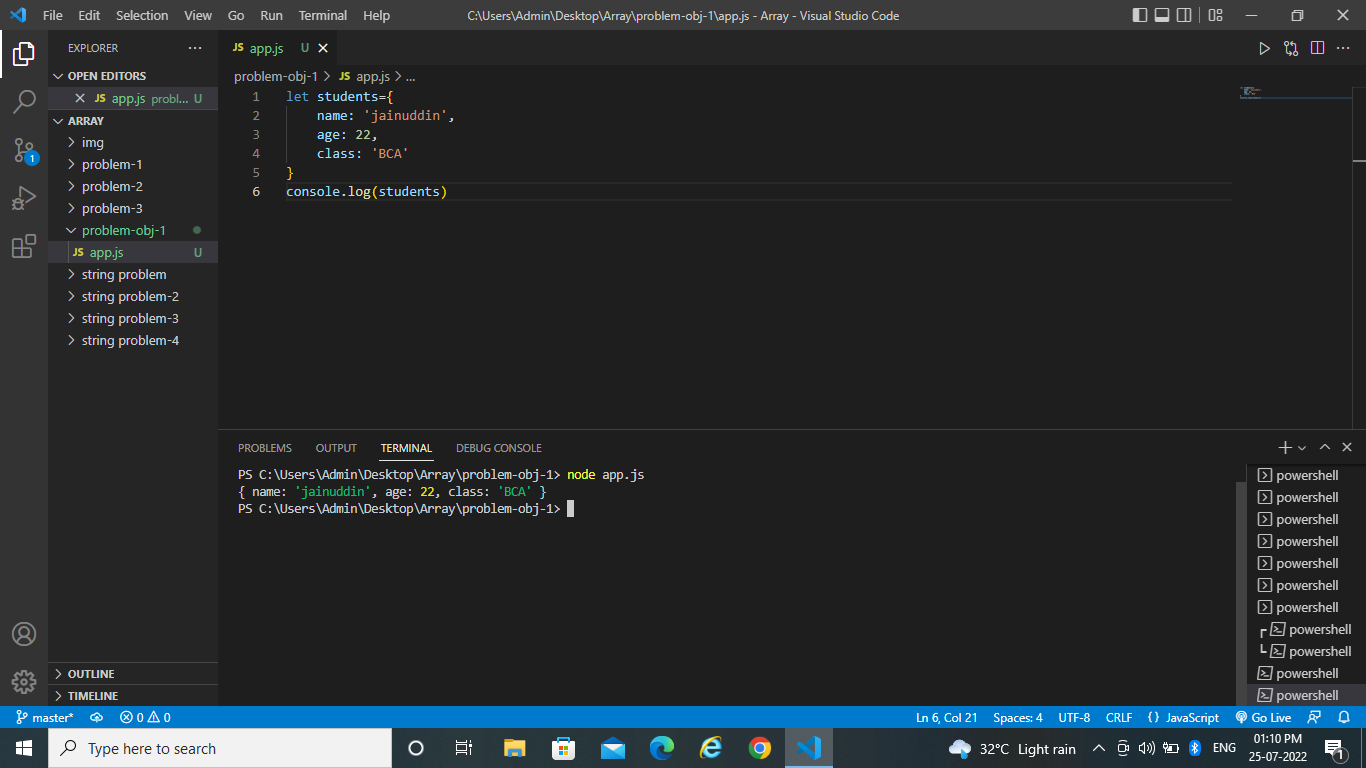 File Edit Selection View Go Run Terminal Help C:\Users\Admin\Desktop\Array\problem-obj-1\app.js - Array - Visual Studio Code
EXPLORER
OPEN EDITORS
JS app.js probl... U
ARRAY
img
problem-1
problem-2
problem-3
problem-obj-1
JS app.js U
string problem
string problem-2
string problem-3
string problem-4
OUTLINE
TIMELINE
1
JS app.js U
problem-obj-1 > JS app.js > ...
1 let students={
2 name: 'jainuddin',
3 age: 22,
4 class: 'BCA'
5 }
6 console.log(students)
PROBLEMS OUTPUT TERMINAL DEBUG CONSOLE
PS C:\Users\Admin\Desktop\Array\problem-obj-1> node app.js
{ name: 'jainuddin', age: 22, class: 'BCA' }
PS C:\Users\Admin\Desktop\Array\problem-obj-1>
powershell
powershell
powershell
powershell
powershell
powershell
powershell
powershell
powershell
powershell
powershell
master* 0 0 Ln 6, Col 21 Spaces: 4 UTF-8 CRLF {} JavaScript Go Live
Type here to search 32°C Light rain ENG 01:10 PM
25-07-2022 1